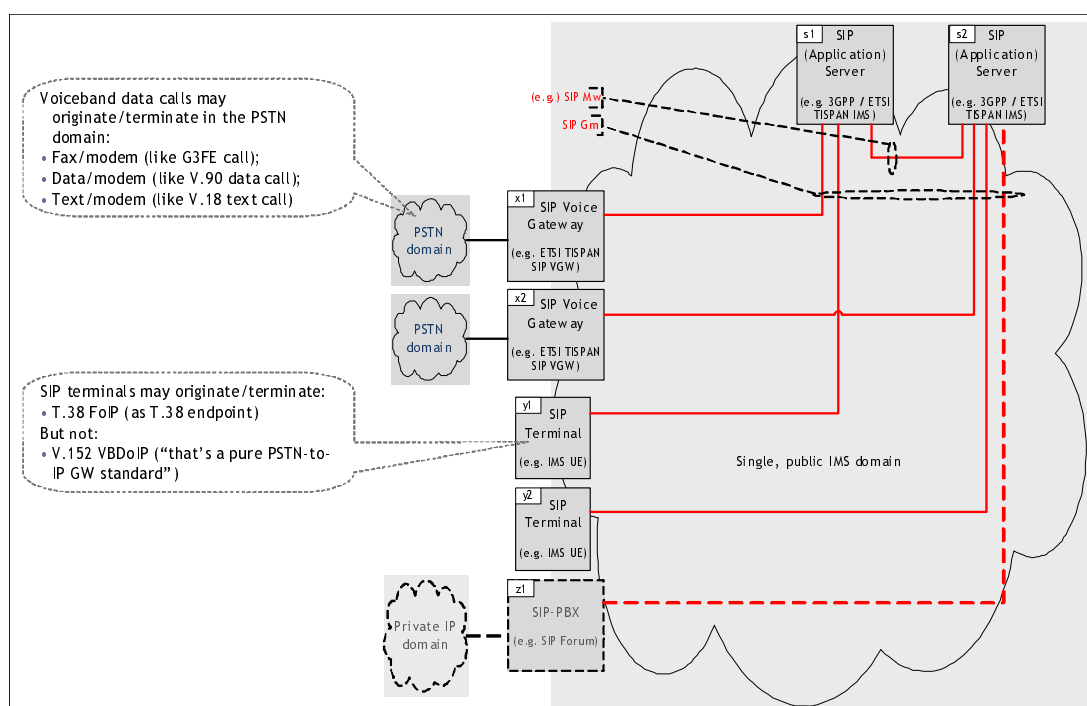 s1
SIP
(Application)
Server
(e.g. 3GPP / ETSI
TISPAN IMS)
s2
SIP
(Application)
Server
(e.g. 3GPP / ETSI
TISPAN IMS)
Voiceband data calls may
originate/terminate in the PSTN
domain:
• Fax/modem (like G3FE call);
• Data/modem (like V.90 data call);
• Text/modem (like V.18 text call)
(e.g.) SIP Mw
SIP Gm
PSTN
domain
x1
SIP Voice
Gateway
(e.g. ETSI TISPAN
SIP VGW)
PSTN
domain
x2
SIP Voice
Gateway
(e.g. ETSI TISPAN
SIP VGW)
SIP terminals may originate/terminate:
• T.38 FoIP (as T.38 endpoint)
But not:
• V.152 VBDoIP (“that’s a pure PSTN-to-
IP GW standard”)
y1
SIP
Terminal
(e.g. IMS UE)
Single, public IMS domain
y2
SIP
Terminal
(e.g. IMS UE)
Private IP
domain
z1
SIP-PBX
(e.g. SIP Forum)